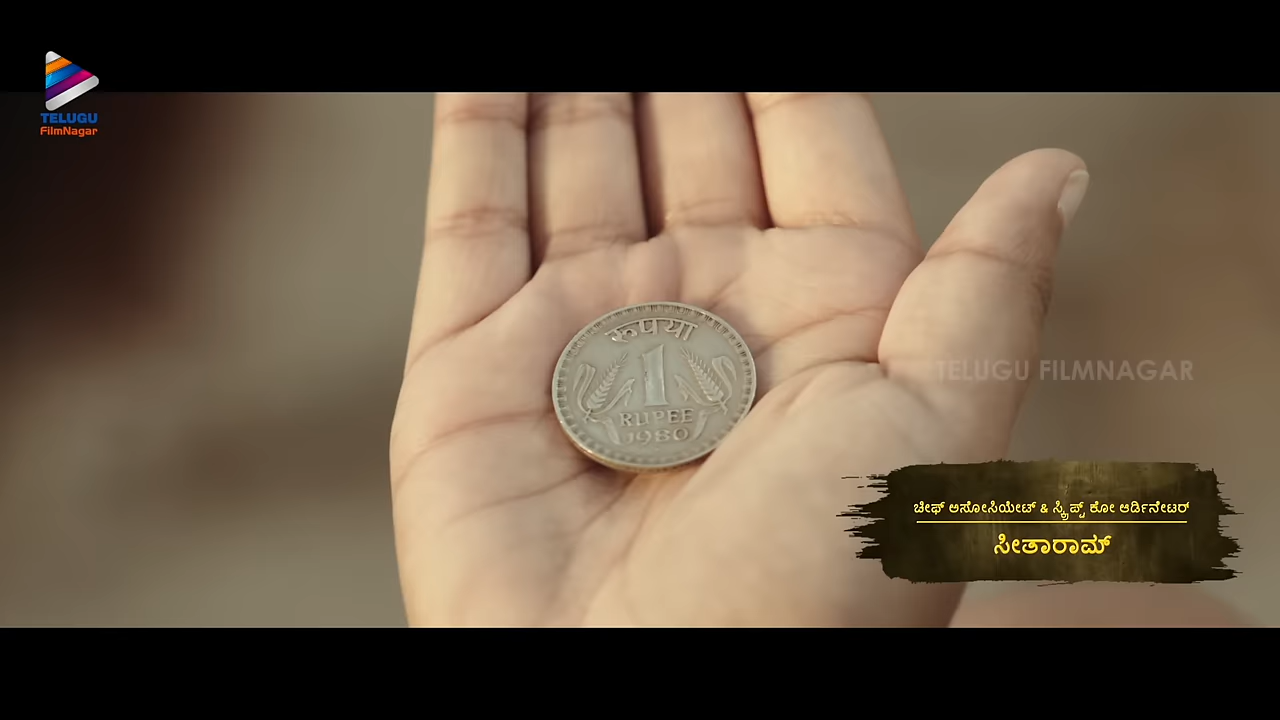 TELUGU
FilmNagar
रूपया
1
RUPEE
1980
TELUGU FILMNAGAR
ಚೀಫ್ ಅಸೋಸಿಯೇಟ್ & ಸ್ಕ್ರಿಪ್ಟ್ ಕೋ ಆರ್ಡಿನೇಟರ್
ಸೀತಾರಾಮ್